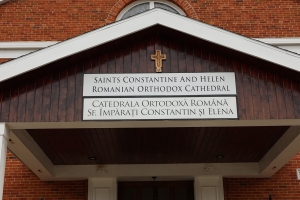 Saints Constantine And Helen
Romanian Orthodox Cathedral
Catedrala Ortodoxă Română
Sf. Împărați Constantin și Elena